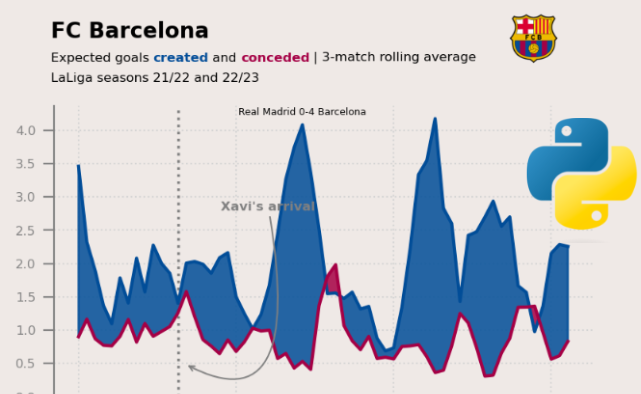 FC Barcelona
Expected goals created and conceded | 3-match rolling average
LaLiga seasons 21/22 and 22/23
FCB
Real Madrid 0-4 Barcelona
4.0
3.5
3.0
Xavi's arrival
2.5
2.0
1.5
1.0
0.5